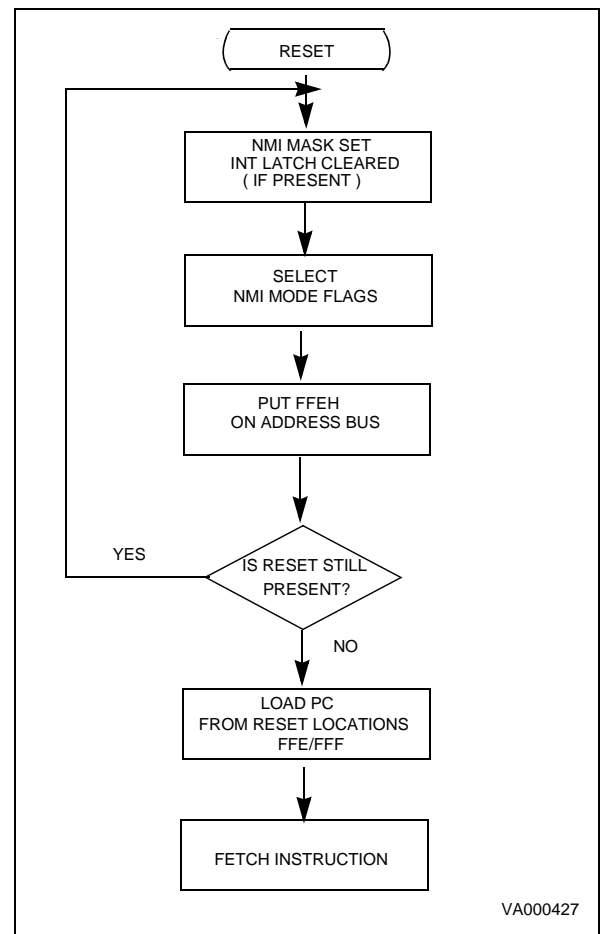 RESET
NMI MASK SET
INT LATCH CLEARED
( IF PRESENT )
SELECT
NMI MODE FLAGS
PUT FFEH
ON ADDRESS BUS
YES
IS RESET STILL
PRESENT?
NO
LOAD PC
FROM RESET LOCATIONS
FFE/FFF
FETCH INSTRUCTION
VA000427